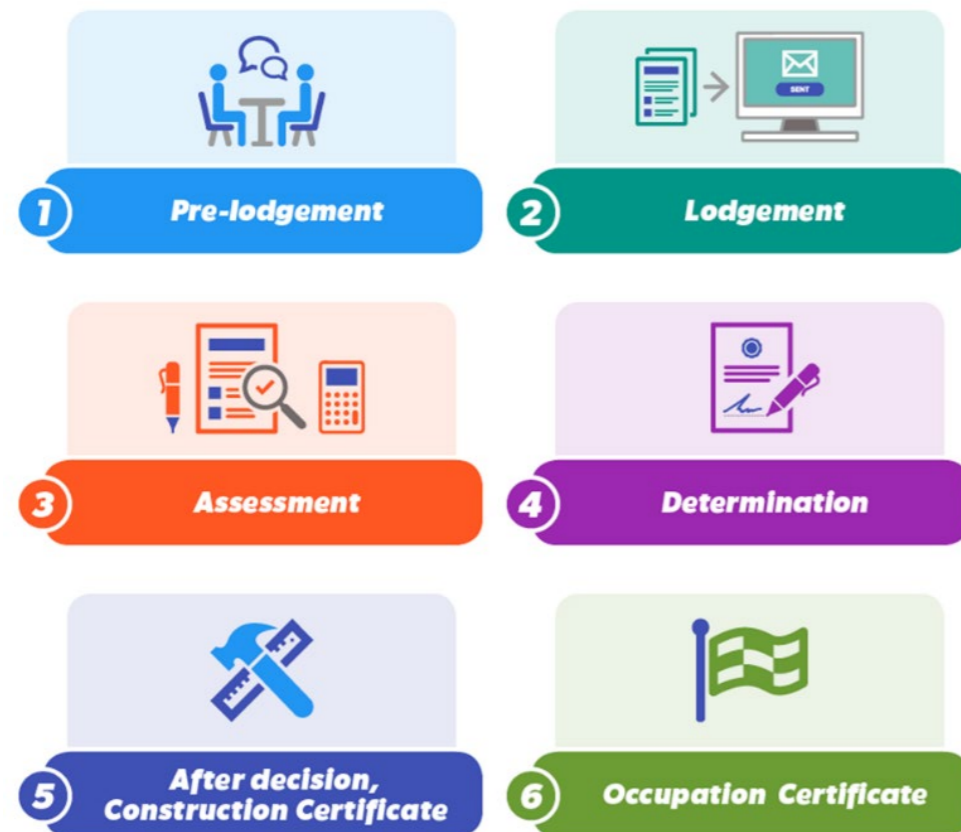 SENT
1 Pre-lodgement
2 Lodgement
3 Assessment
4 Determination
5 After decision,
Construction Certificate
6 Occupation Certificate